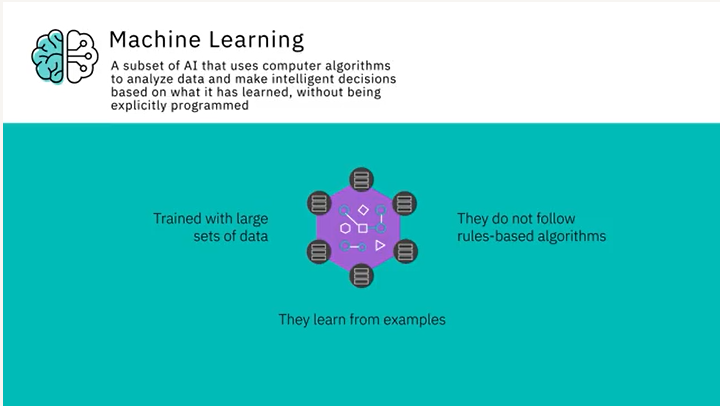 Machine Learning
A subset of AI that uses computer algorithms
to analyze data and make intelligent decisions
based on what it has learned, without being
explicitly programmed
Trained with large
sets of data
They do not follow
rules-based algorithms
They learn from examples